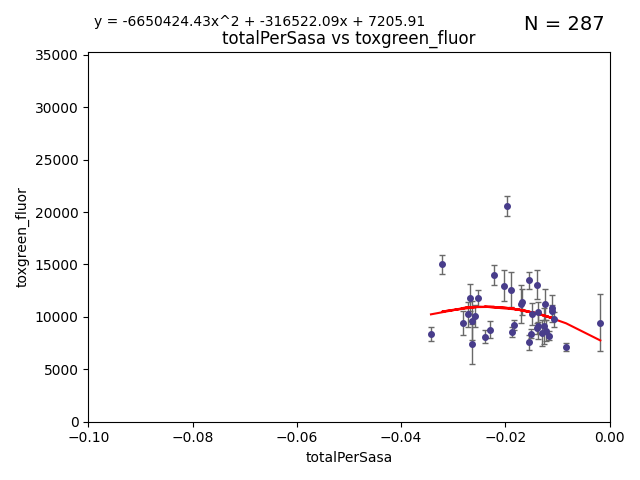 y = -6650424.43x^2 + -316522.09x + 7205.91
N = 287
totalPerSasa vs toxgreen_fluor
35000
30000
25000
20000
15000
10000
5000
0
toxgreen_fluor
−0.10
−0.08
−0.06
−0.04
−0.02
0.00
totalPerSasa